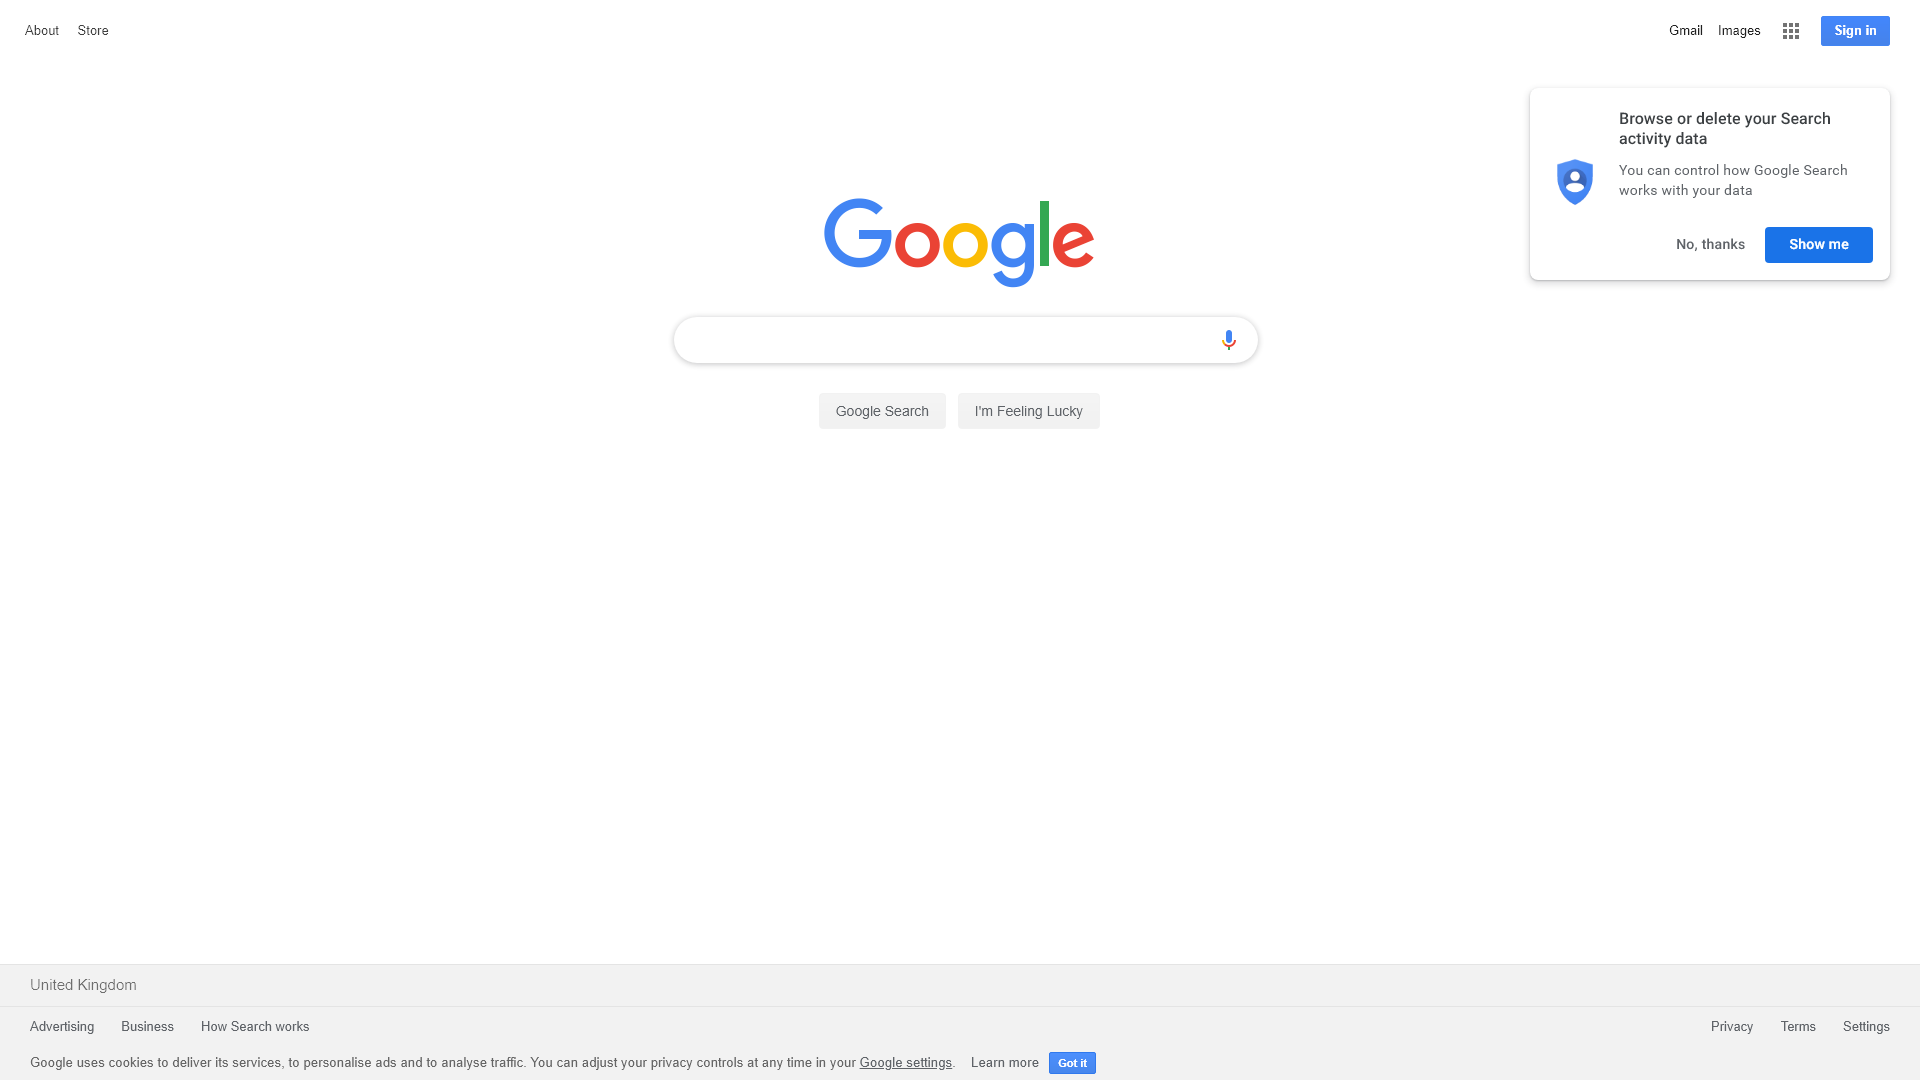 About Store
Gmail Images Sign in
Browse or delete your Search
activity data
You can control how Google Search
works with your data
No, thanks Show me
Google
Google Search I'm Feeling Lucky
United Kingdom
Advertising Business How Search works
Privacy Terms Settings
Google uses cookies to deliver its services, to personalise ads and to analyse traffic. You can adjust your privacy controls at any time in your Google settings. Learn more Got it